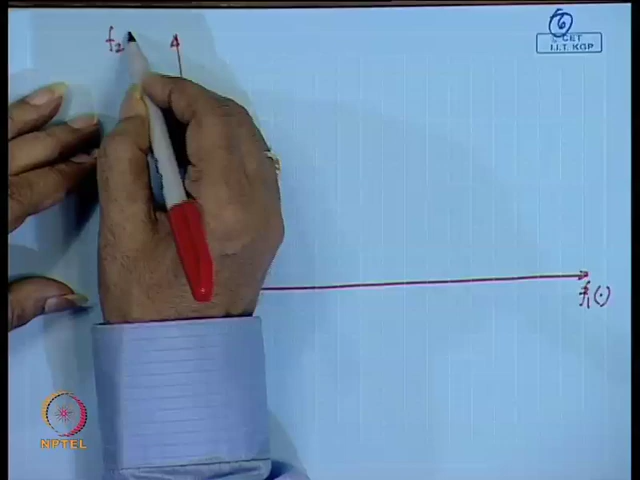 6
© CET
I.I.T. KGP
f₂
f₁(·)
NPTEL